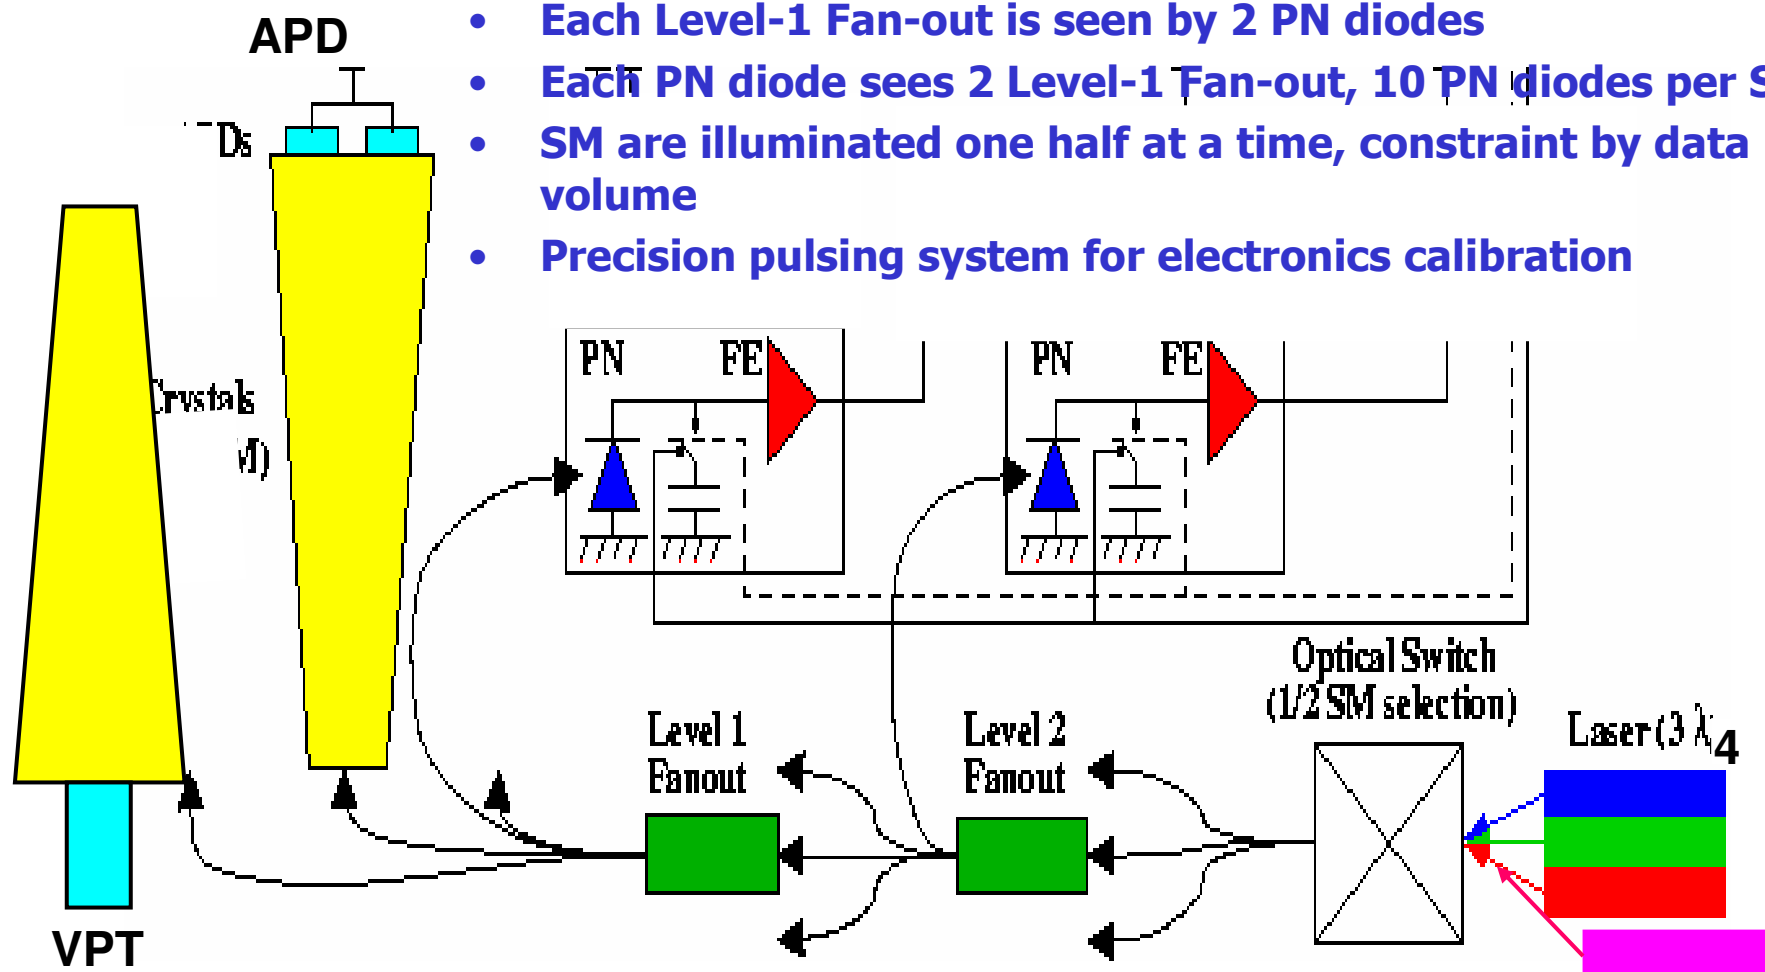 APD
• Each Level-1 Fan-out is seen by 2 PN diodes
• Each PN diode sees 2 Level-1 Fan-out, 10 PN diodes per S
Ds
• SM are illuminated one half at a time, constraint by data
volume
• Precision pulsing system for electronics calibration
PN FE
PN FE
Crystals
M)
Optical Switch
(1/2 SM selection)
Level 1
Fanout
Level 2
Fanout
Laser (3 λ) 4
VPT